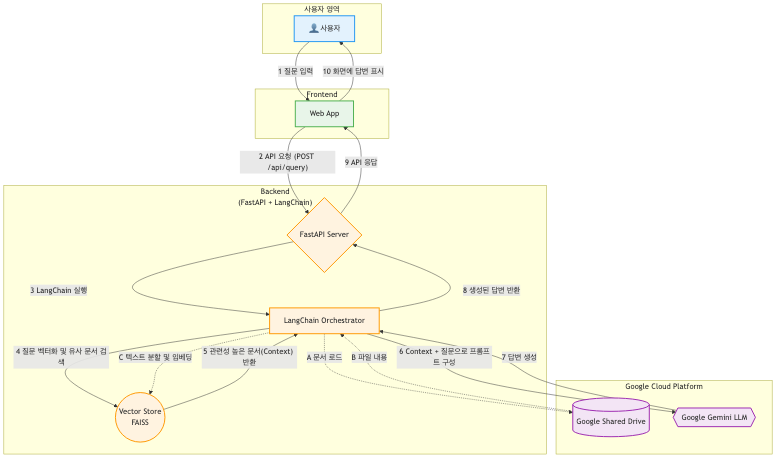 사용자 영역
👤 사용자
1 질문 입력
10 화면에 답변 표시
Frontend
Web App
2 API 요청 (POST
/api/query)
9 API 응답
Backend
(FastAPI + LangChain)
FastAPI Server
3 LangChain 실행
8 생성된 답변 반환
LangChain Orchestrator
4 질문 벡터화 및 유사 문서 검
색
C 텍스트 분할 및 임베딩
5 관련성 높은 문서(Context)
반환
A 문서 로드
B 파일 내용
6 Context + 질문으로 프롬프
트 구성
7 답변 생성
Google Cloud Platform
Vector Store
FAISS
Google Shared Drive
Google Gemini LLM